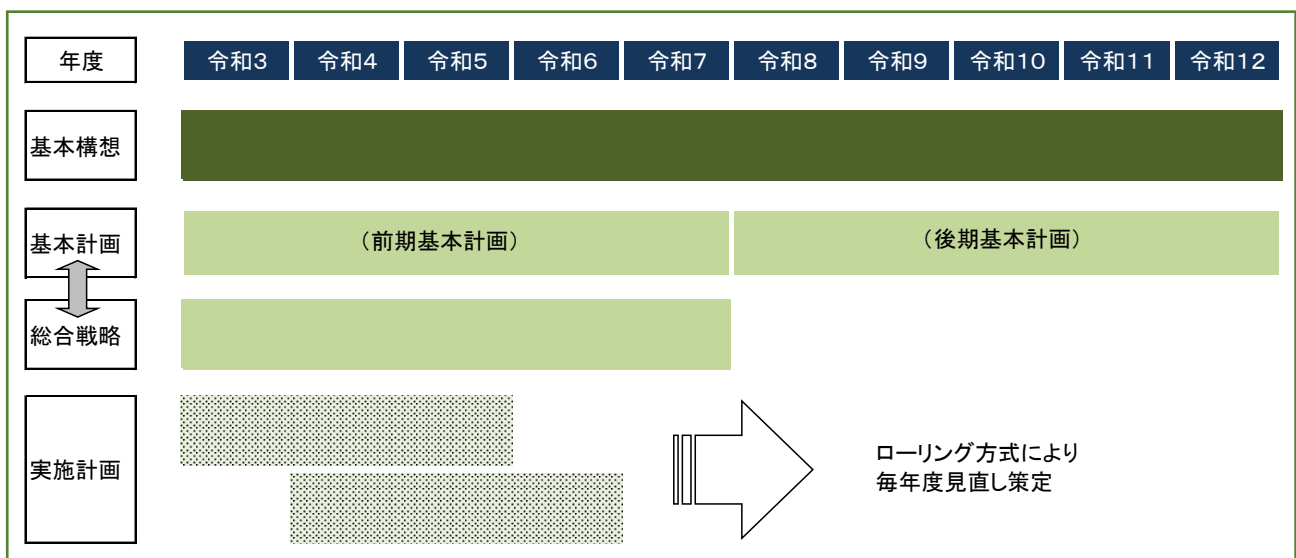 年度 令和3 令和4 令和5 令和6 令和7 令和8 令和9 令和10 令和11 令和12
基本構想
基本計画 （前期基本計画） （後期基本計画）
総合戦略
実施計画
ローリング方式により
毎年度見直し策定